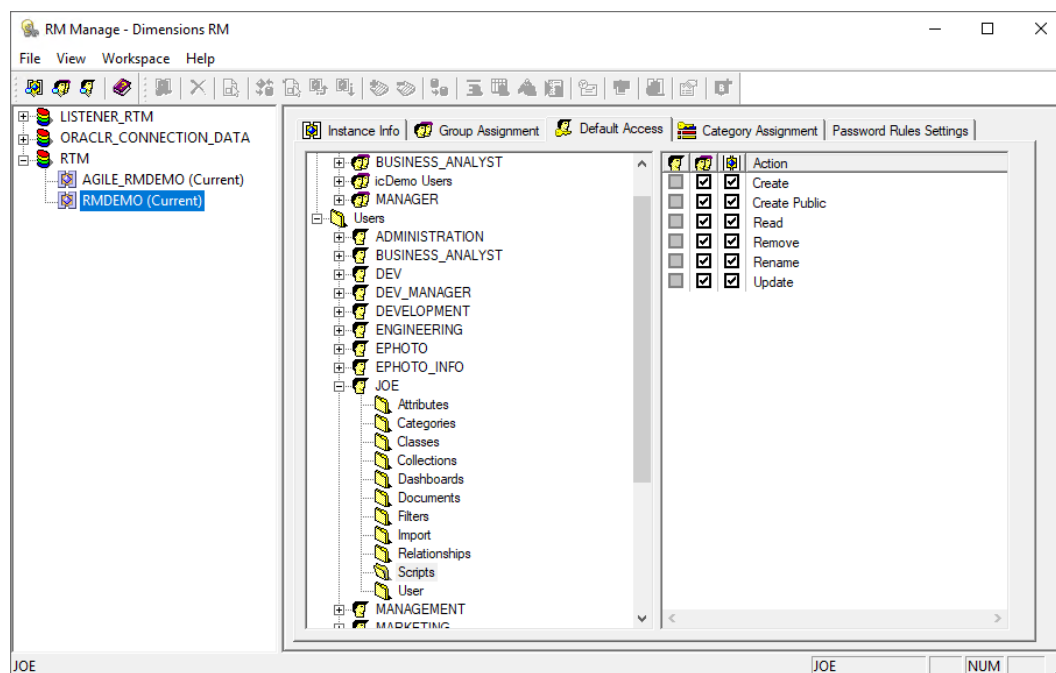 RM Manage - Dimensions RM
File View Workspace Help
LISTENER_RTM
ORACLR_CONNECTION_DATA
RTM
AGILE_RMDEMO (Current)
RMDEMO (Current)
Instance Info Group Assignment Default Access Category Assignment Password Rules Settings
BUSINESS_ANALYST
icDemo Users
MANAGER
Users
ADMINISTRATION
BUSINESS_ANALYST
DEV
DEV_MANAGER
DEVELOPMENT
ENGINEERING
EPHOTO
EPHOTO_INFO
JOE
Attributes
Categories
Classes
Collections
Dashboards
Documents
Filters
Import
Relationships
Scripts
User
MANAGEMENT
MARKETING
Action
Create
Create Public
Read
Remove
Rename
Update
JOE JOE NUM